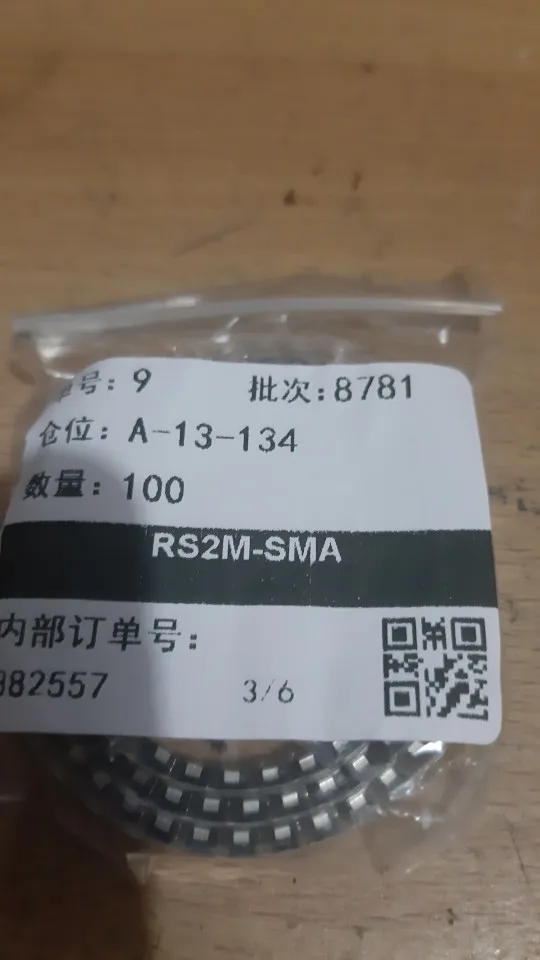 号: 9 批次:8781
仓位: A-13-134
数量: 100
RS2M-SMA
内部订单号:
82557 3/6